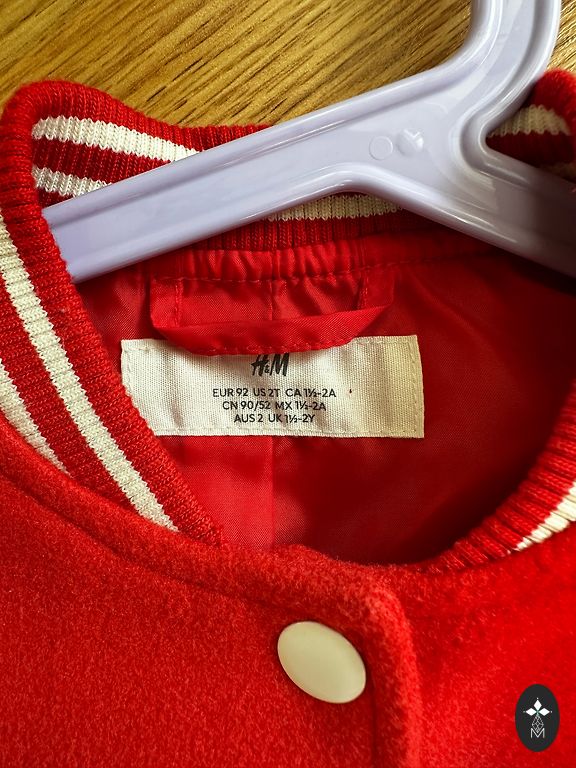 H&M
EUR 92 US 2T CA 1½-2A
CN 90/52 MX 1½-2A
AUS 2 UK 1½-2Y
M